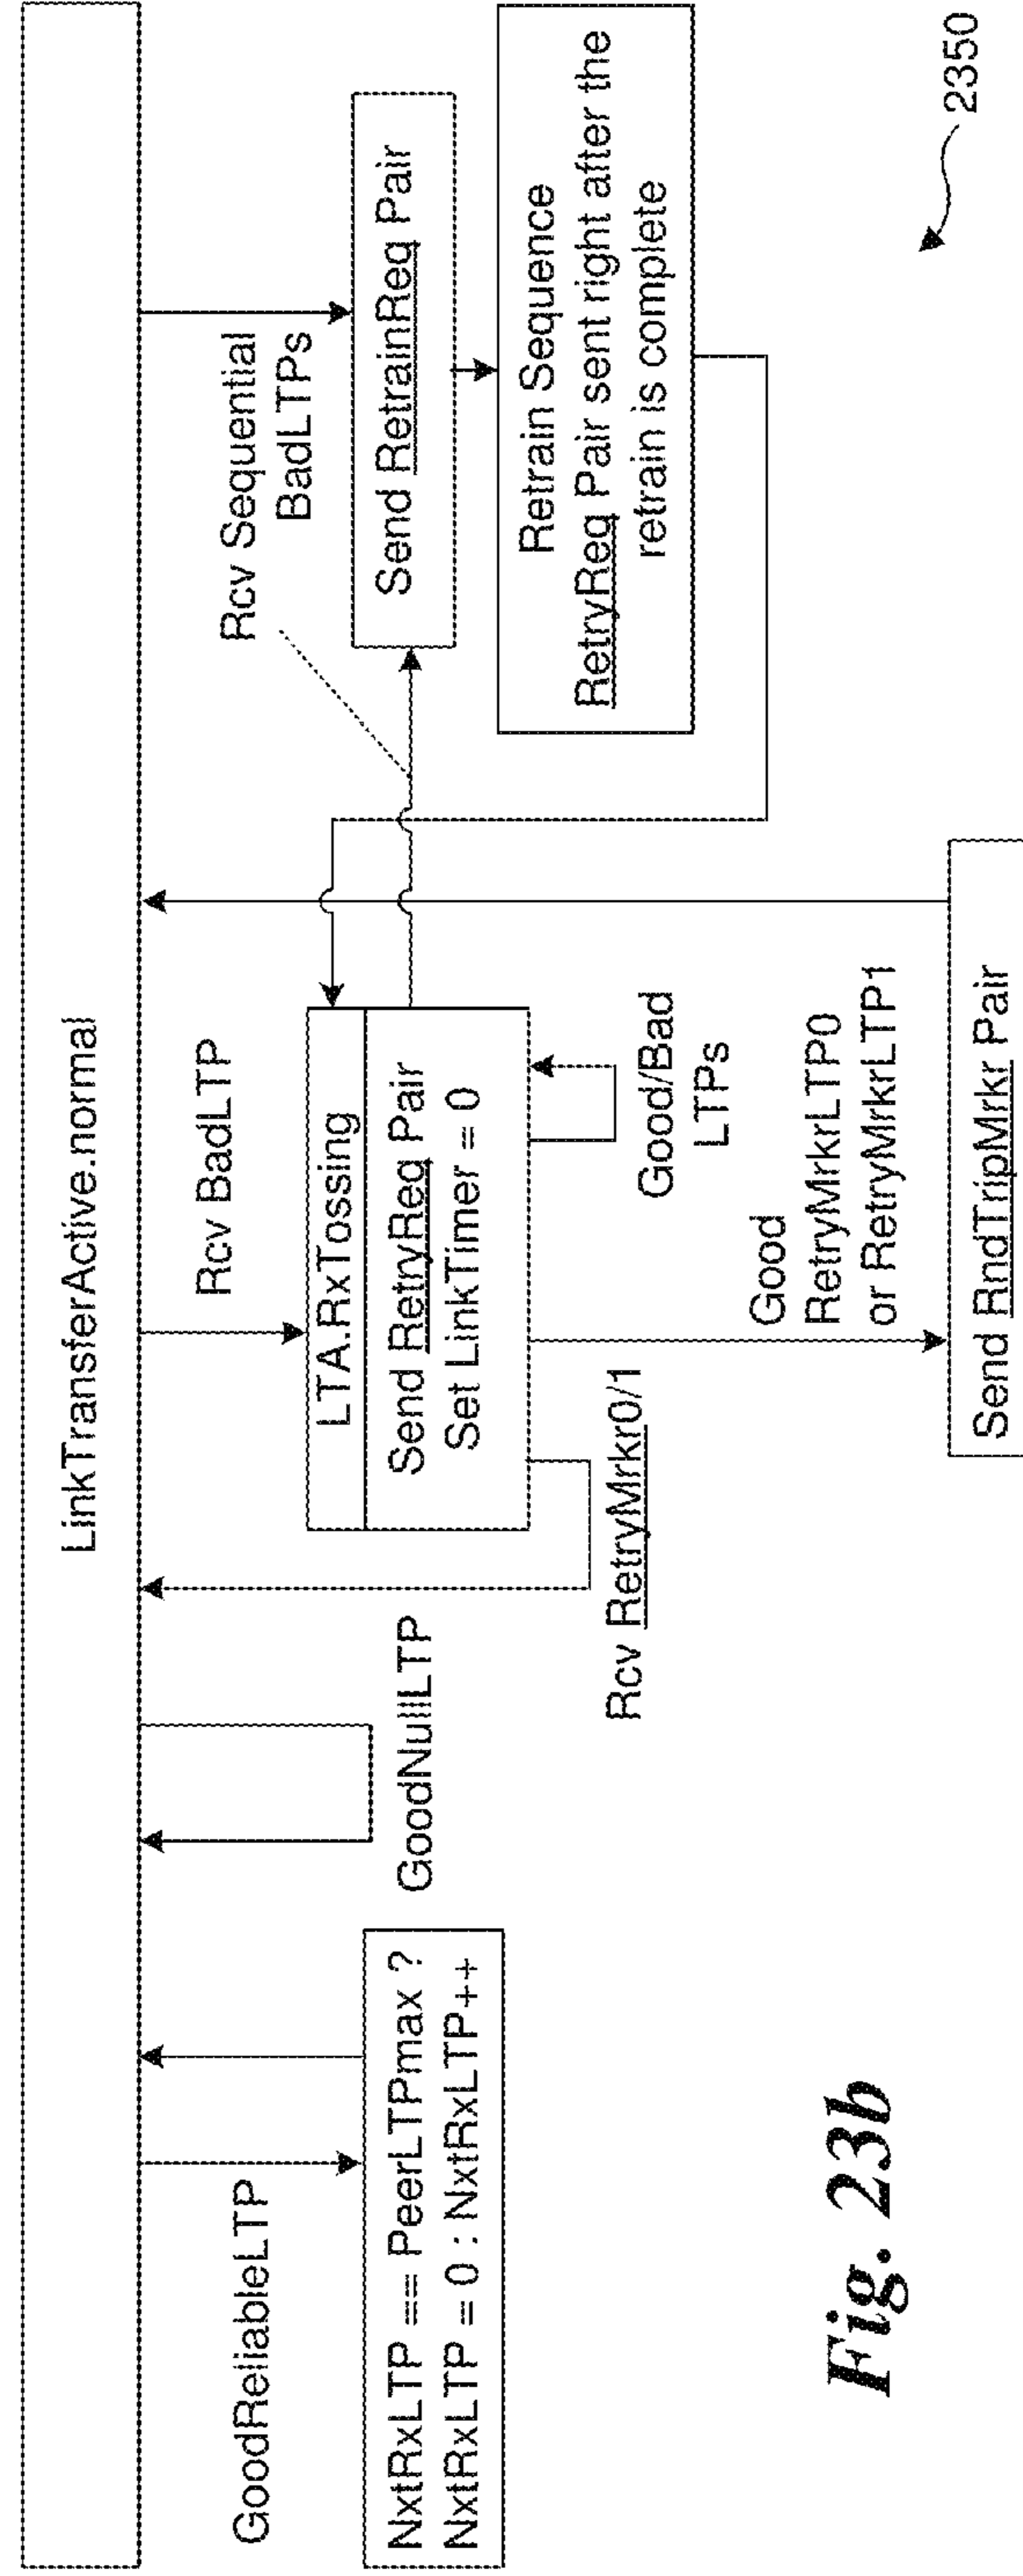 LinkTransferActive.normal
GoodReliableLTP
NxtRxLTP == PeerLTPmax ?
NxtRxLTP = 0 : NxtRxLTP++
GoodNullLTP
Rcv BadLTP
LTA.RxTossing
Send RetryReq Pair
Set LinkTimer = 0
Rcv RetryMrkr0/1
Good/Bad
LTPs
Good
RetryMrkrLTP0
or RetryMrkrLTP1
Send RndTripMrkr Pair
Rcv Sequential
BadLTPs
Send RetrainReq Pair
Retrain Sequence
RetryReq Pair sent right after the
retrain is complete
2350
Fig. 23b